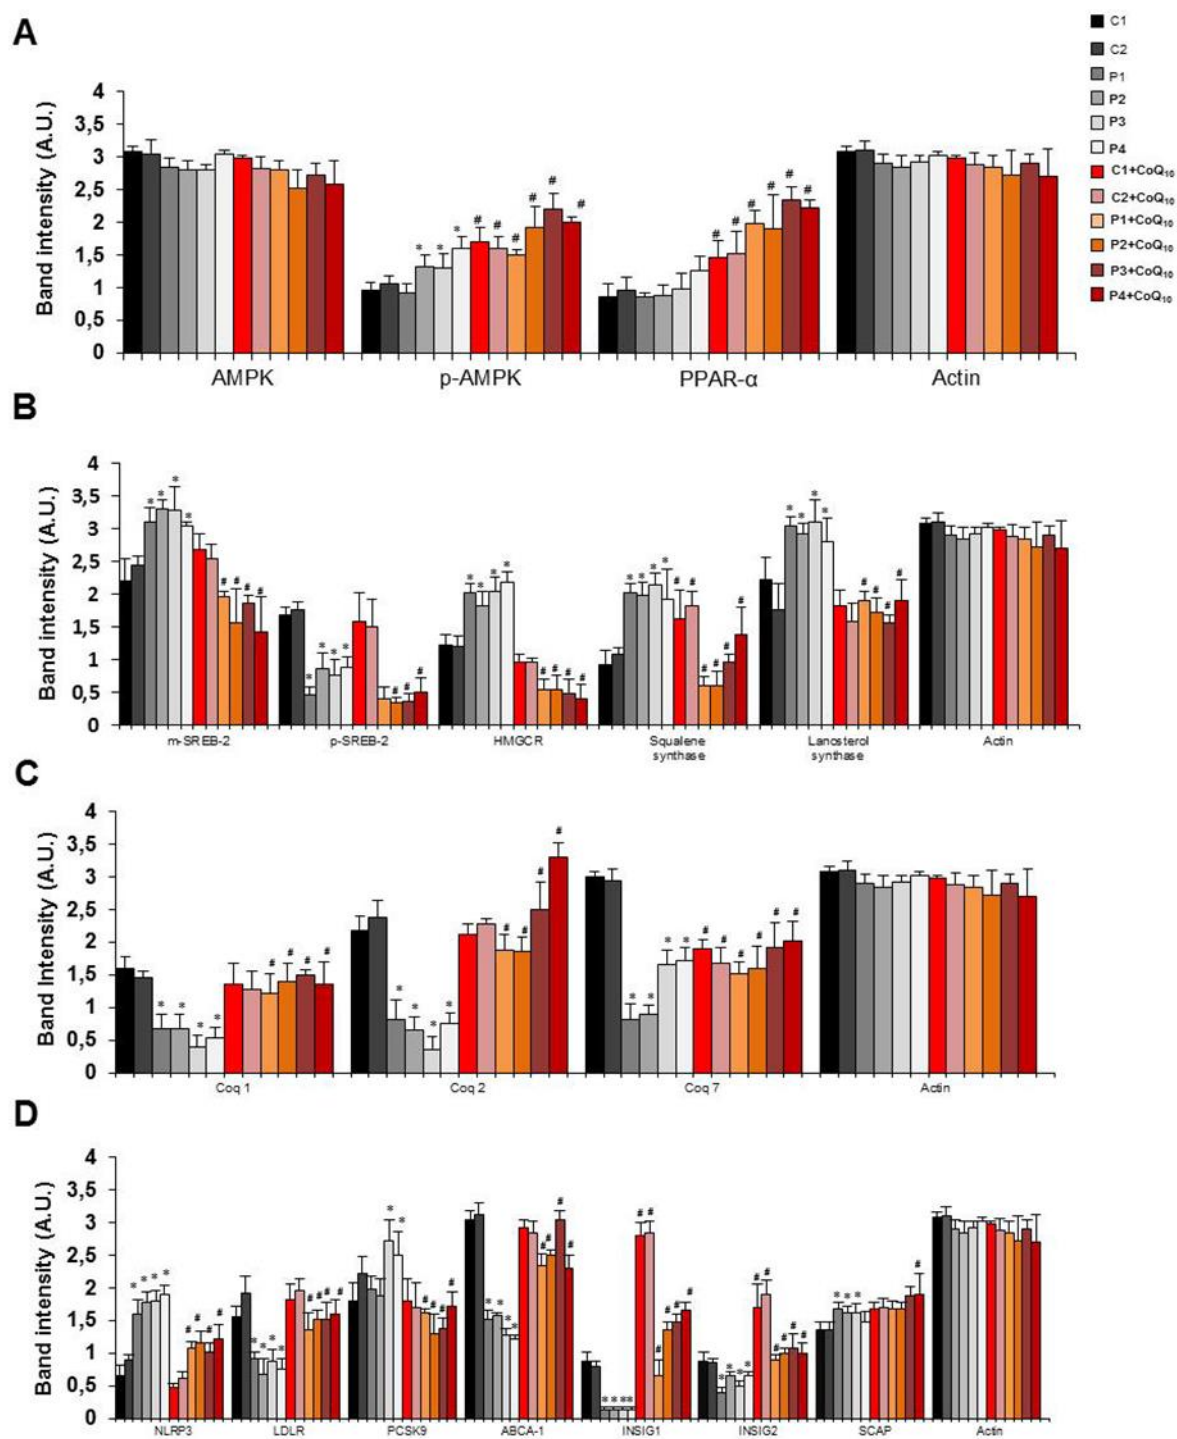 A
C1
C2
P1
P2
P3
P4
C1+CoQ₁₀
C2+CoQ₁₀
P1+CoQ₁₀
P2+CoQ₁₀
P3+CoQ₁₀
P4+CoQ₁₀
Band intensity (A.U.)
4
3,5
3
2,5
2
1,5
1
0,5
0
* * * # # # # # #
# # # # # #
AMPK p-AMPK PPAR-α Actin
B
Band intensity (A.U.)
4
3,5
3
2,5
2
1,5
1
0,5
0
* * * * # # # #
* * * * # # #
* * * * # # # #
* * * * # # # # # #
* * * * # # # #
m-SREB-2 p-SREB-2 HMGCR Squalene synthase Lanosterol synthase Actin
C
Band Intensity (A.U.)
4
3,5
3
2,5
2
1,5
1
0,5
0
* * * * # # # #
* * * * # # # #
* * * * # # # # # #
Coq 1 Coq 2 Coq 7 Actin
D
Band intensity (A.U.)
4
3,5
3
2,5
2
1,5
1
0,5
0
* * * * # # # #
* * * * # # # #
* * # # # #
* * * * # # # #
* * * * # # # # # #
* * * * # # # # # #
* * * #
NLRP3 LDLR PCSK9 ABCA-1 INSIG1 INSIG2 SCAP Actin